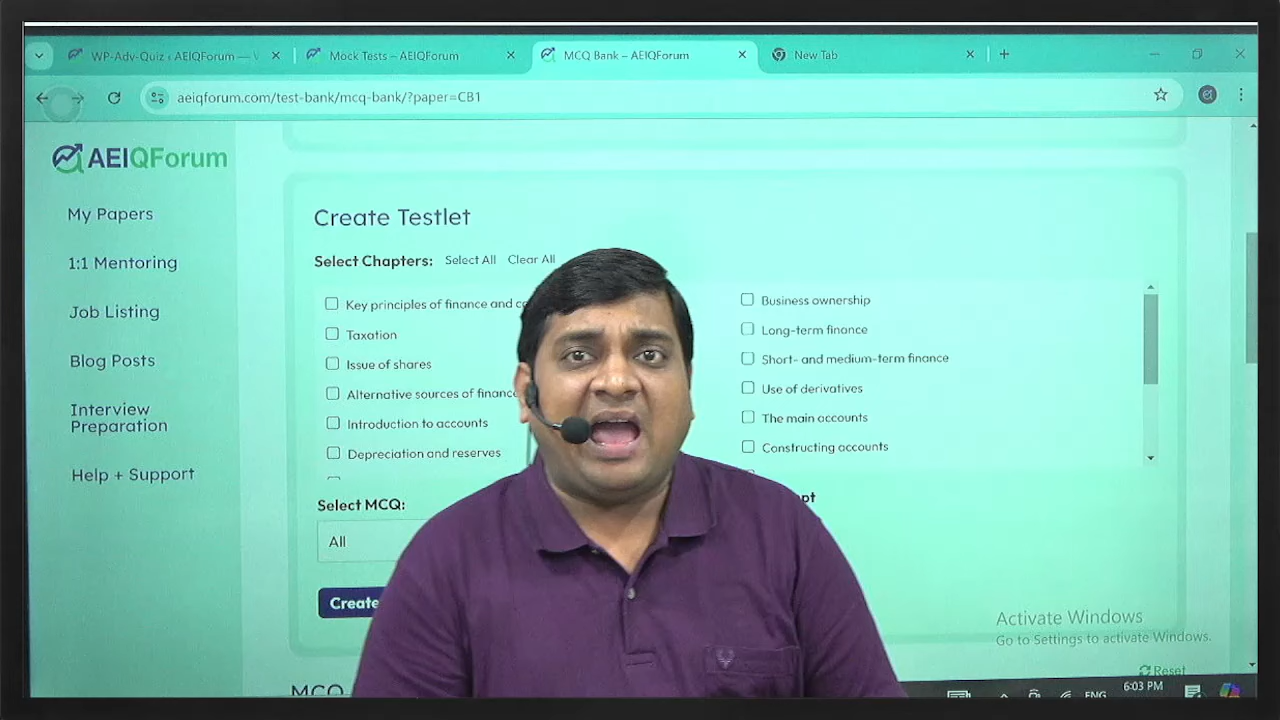 WP-Adv-Quiz ‹ AEIQForum —
Mock Tests – AEIQForum
MCQ Bank – AEIQForum
New Tab
aeiqforum.com/test-bank/mcq-bank/?paper=CB1
AEIQForum
My Papers
1:1 Mentoring
Job Listing
Blog Posts
Interview
Preparation
Help + Support
Create Testlet
Select Chapters: Select All Clear All
Key principles of finance and
Business ownership
Taxation
Long-term finance
Issue of shares
Short- and medium-term finance
Alternative sources of finance
Use of derivatives
Introduction to accounts
The main accounts
Depreciation and reserves
Constructing accounts
Select MCQ:
All
Create
Activate Windows
Go to Settings to activate Windows.
Reset
MCQ
ENG
6:03 PM